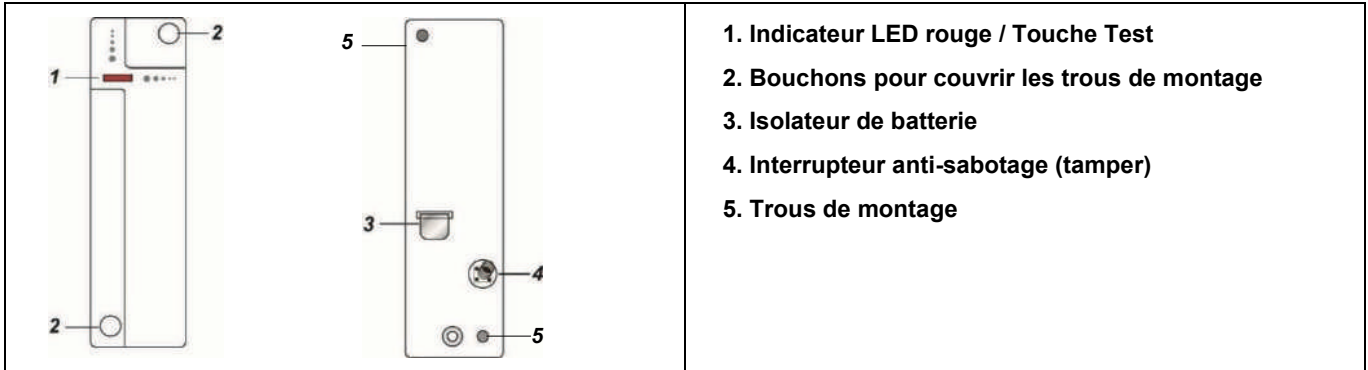 1
2
2
5
3
4
5
1. Indicateur LED rouge / Touche Test
2. Bouchons pour couvrir les trous de montage
3. Isolateur de batterie
4. Interrupteur anti-sabotage (tamper)
5. Trous de montage